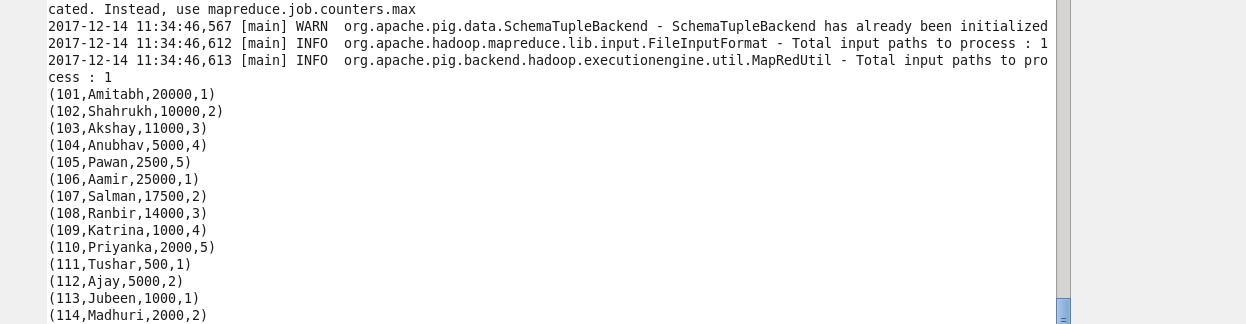 cated. Instead, use mapreduce.job.counters.max
2017-12-14 11:34:46,567 [main] WARN  org.apache.pig.data.SchemaTupleBackend - SchemaTupleBackend has already been initialized
2017-12-14 11:34:46,612 [main] INFO  org.apache.hadoop.mapreduce.lib.input.FileInputFormat - Total input paths to process : 1
2017-12-14 11:34:46,613 [main] INFO  org.apache.pig.backend.hadoop.executionengine.util.MapRedUtil - Total input paths to pro
cess : 1
(101,Amitabh,20000,1)
(102,Shahrukh,10000,2)
(103,Akshay,11000,3)
(104,Anubhav,5000,4)
(105,Pawan,2500,5)
(106,Aamir,25000,1)
(107,Salman,17500,2)
(108,Ranbir,14000,3)
(109,Katrina,1000,4)
(110,Priyanka,2000,5)
(111,Tushar,500,1)
(112,Ajay,5000,2)
(113,Jubeen,1000,1)
(114,Madhuri,2000,2)